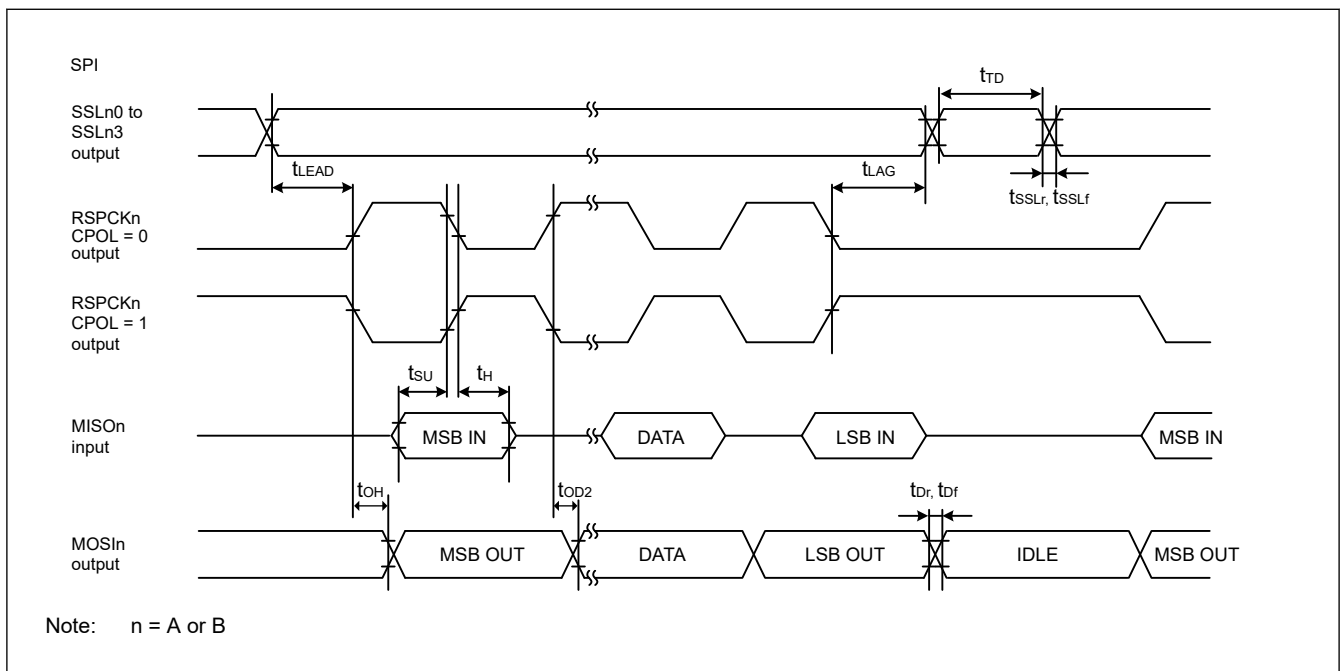 SPI
tTD
SSLn0 to
SSLn3
output
tLEAD
tLAG
tSSLr, tSSLf
RSPCKn
CPOL = 0
output
RSPCKn
CPOL = 1
output
tSU
tH
MISOn
input
MSB IN
DATA
LSB IN
MSB IN
tOH
tOD2
tDr, tDf
MOSIn
output
MSB OUT
DATA
LSB OUT
IDLE
MSB OUT
Note: n = A or B